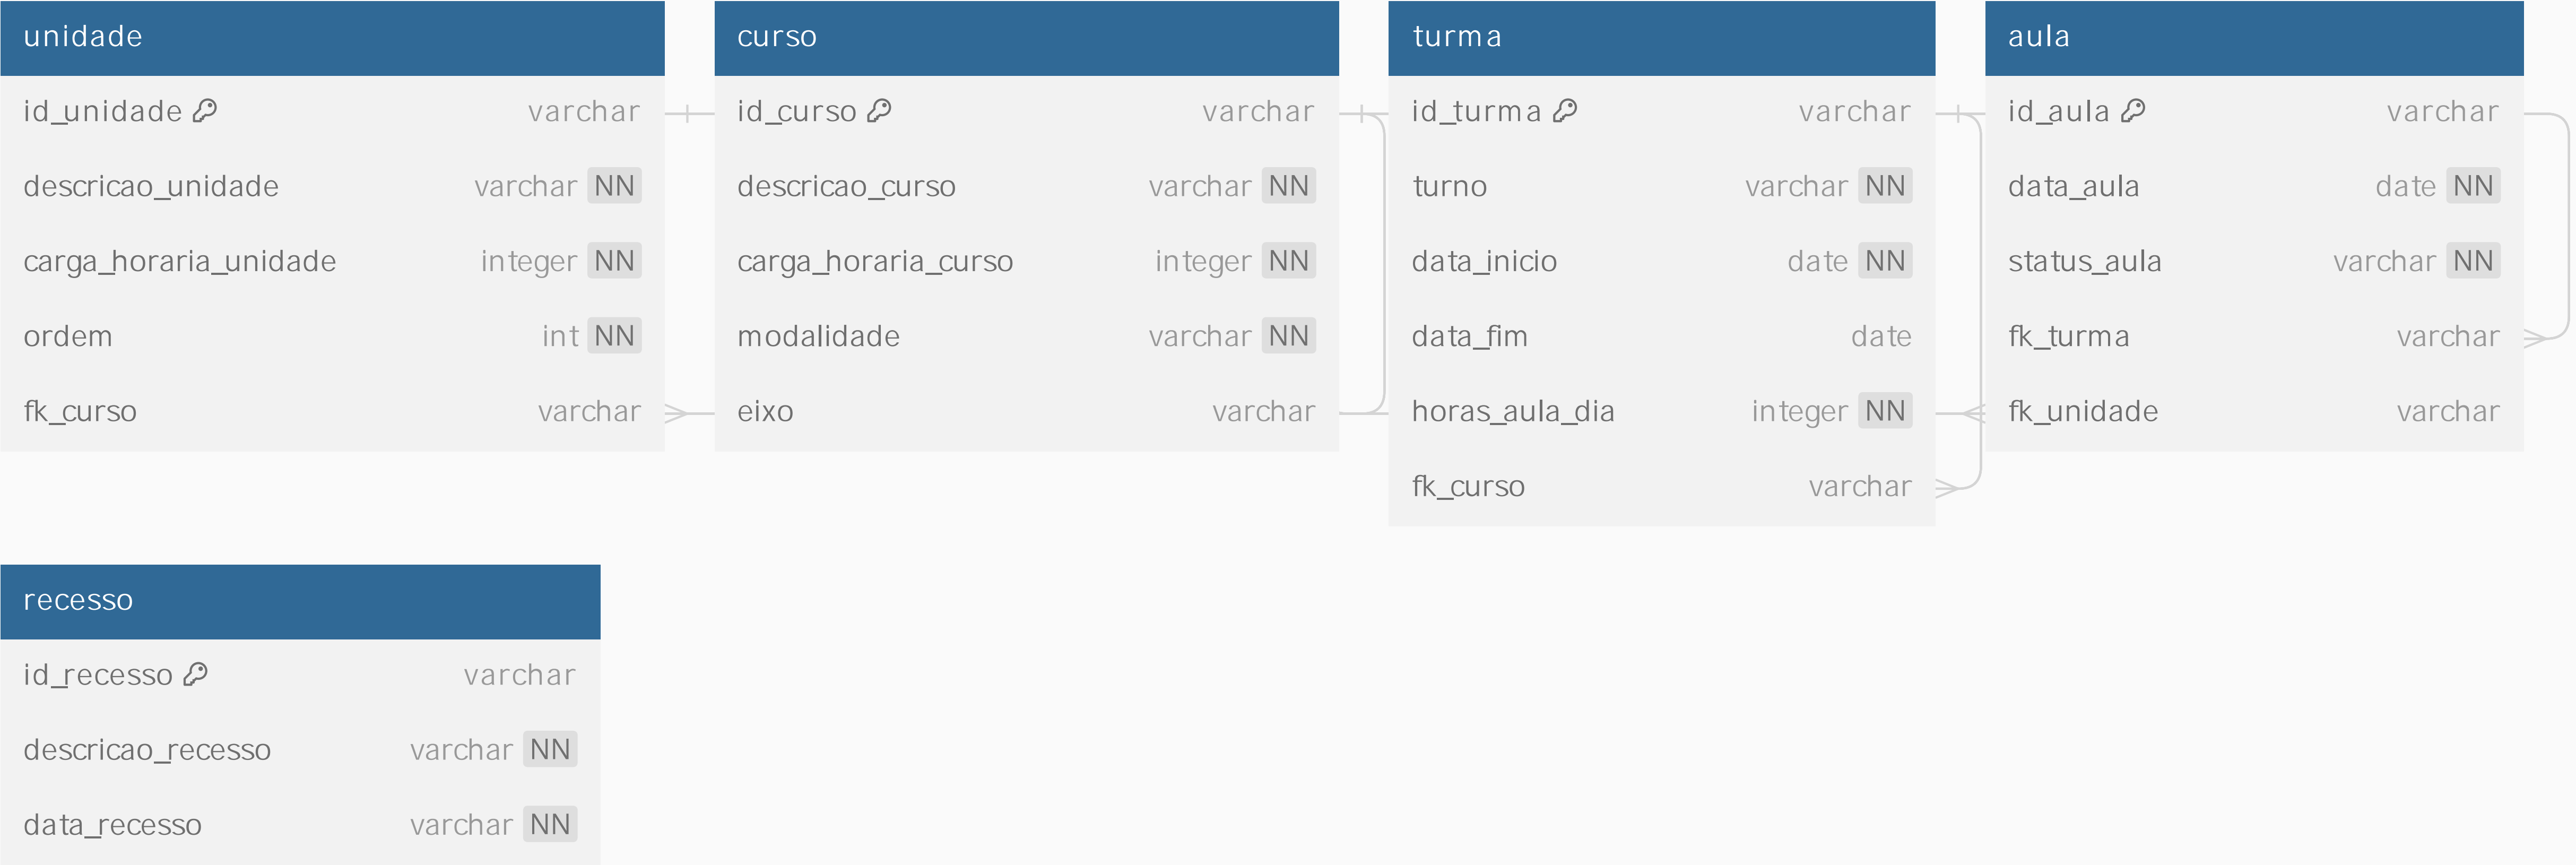 unidade
id_unidade varchar
descricao_unidade varchar NN
carga_horaria_unidade integer NN
ordem int NN
fk_curso varchar
curso
id_curso varchar
descricao_curso varchar NN
carga_horaria_curso integer NN
modalidade varchar NN
eixo varchar
turma
id_turma varchar
turno varchar NN
data_inicio date NN
data_fim date
horas_aula_dia integer NN
fk_curso varchar
aula
id_aula varchar
data_aula date NN
status_aula varchar NN
fk_turma varchar
fk_unidade varchar
recesso
id_recesso varchar
descricao_recesso varchar NN
data_recesso varchar NN